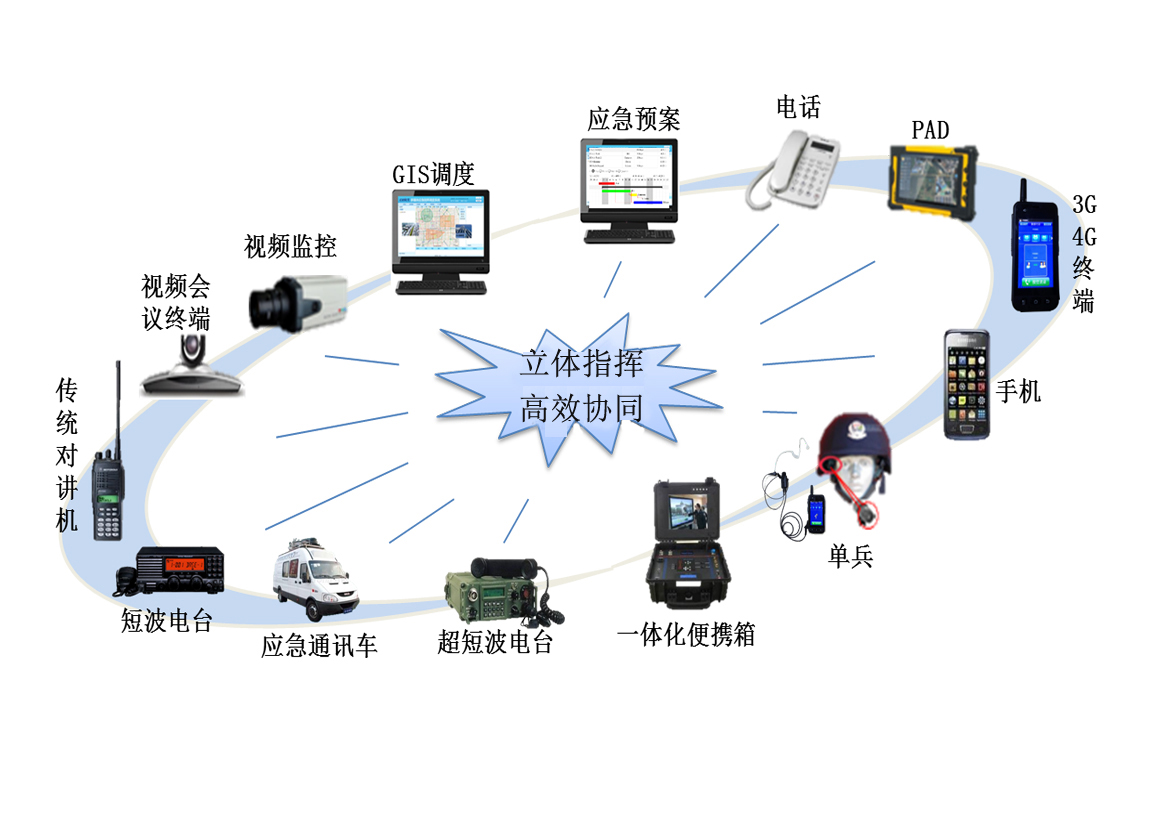 电话
应急预案
PAD
GIS调度
3G
4G
终
端
视频监控
视频会
议终端
立体指挥
高效协同
传
统
对
讲
机
手机
单兵
短波电台
应急通讯车
超短波电台
一体化便携箱